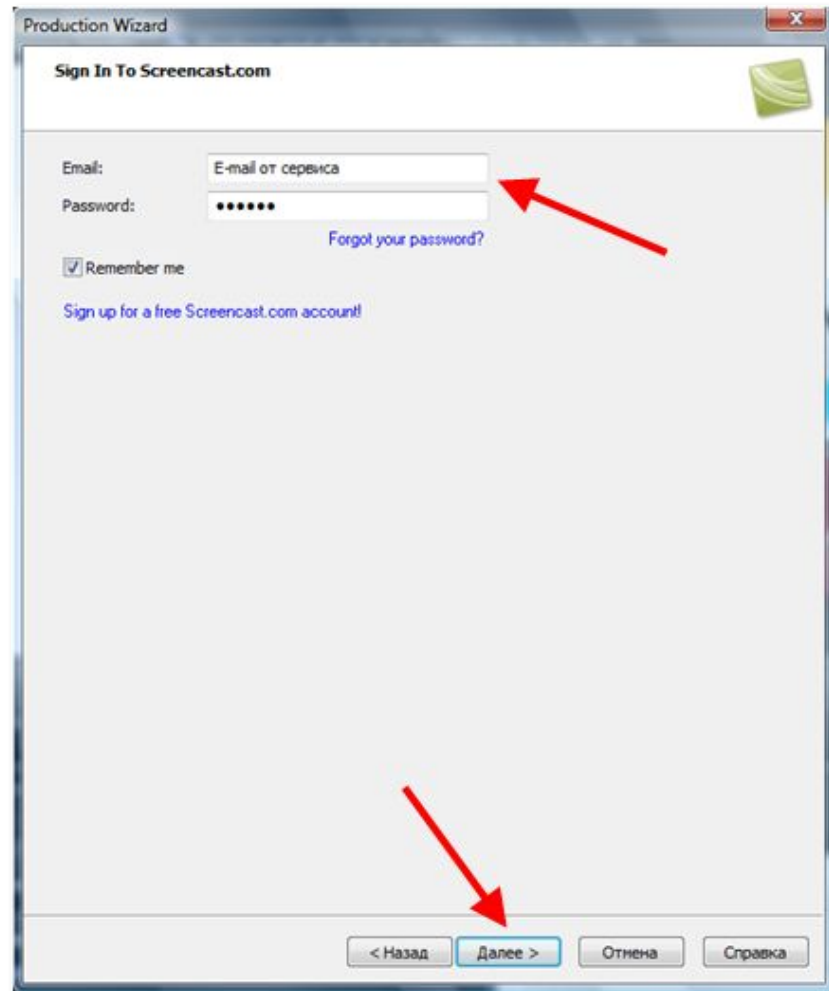 Production Wizard
Sign In To Screencast.com
Email:
E-mail от сервиса
Password:
••••••
Forgot your password?
Remember me
Sign up for a free Screencast.com account!
< Назад
Далее >
Отмена
Справка